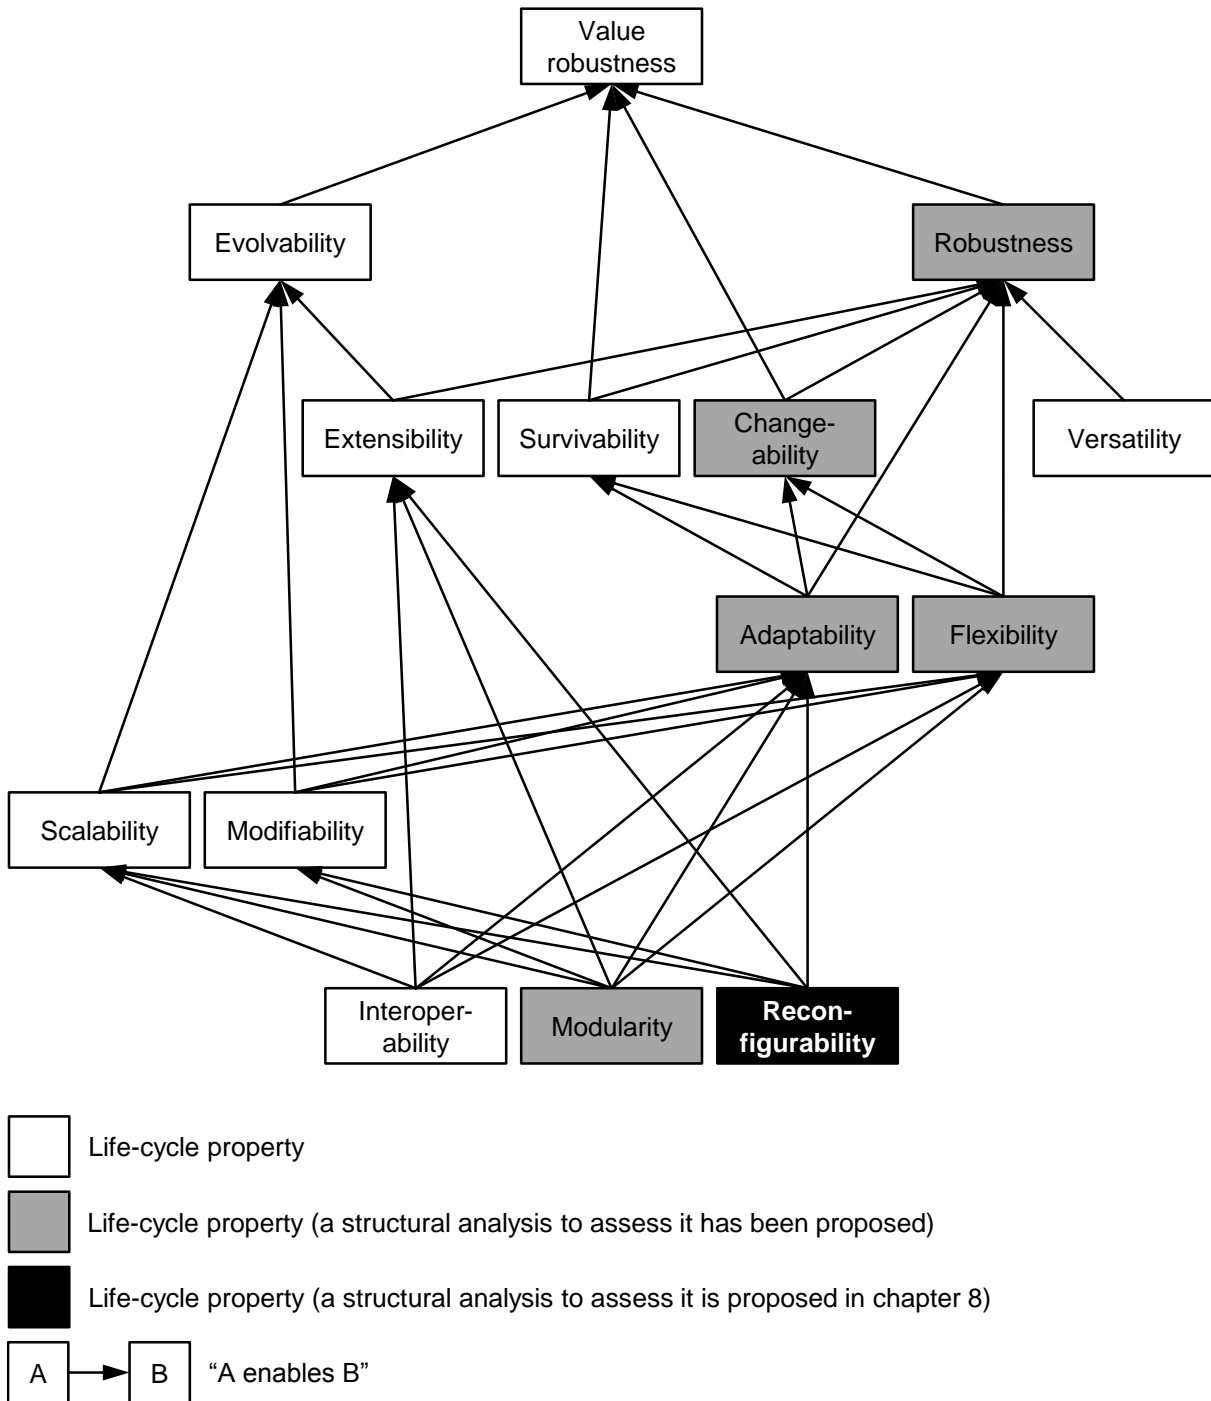 Value
robustness
Evolvability
Robustness
Extensibility
Survivability
Change-
ability
Versatility
Adaptability
Flexibility
Scalability
Modifiability
Interoper-
ability
Modularity
Recon-
figurability
Life-cycle property
Life-cycle property (a structural analysis to assess it has been proposed)
Life-cycle property (a structural analysis to assess it is proposed in chapter 8)
A B “A enables B”